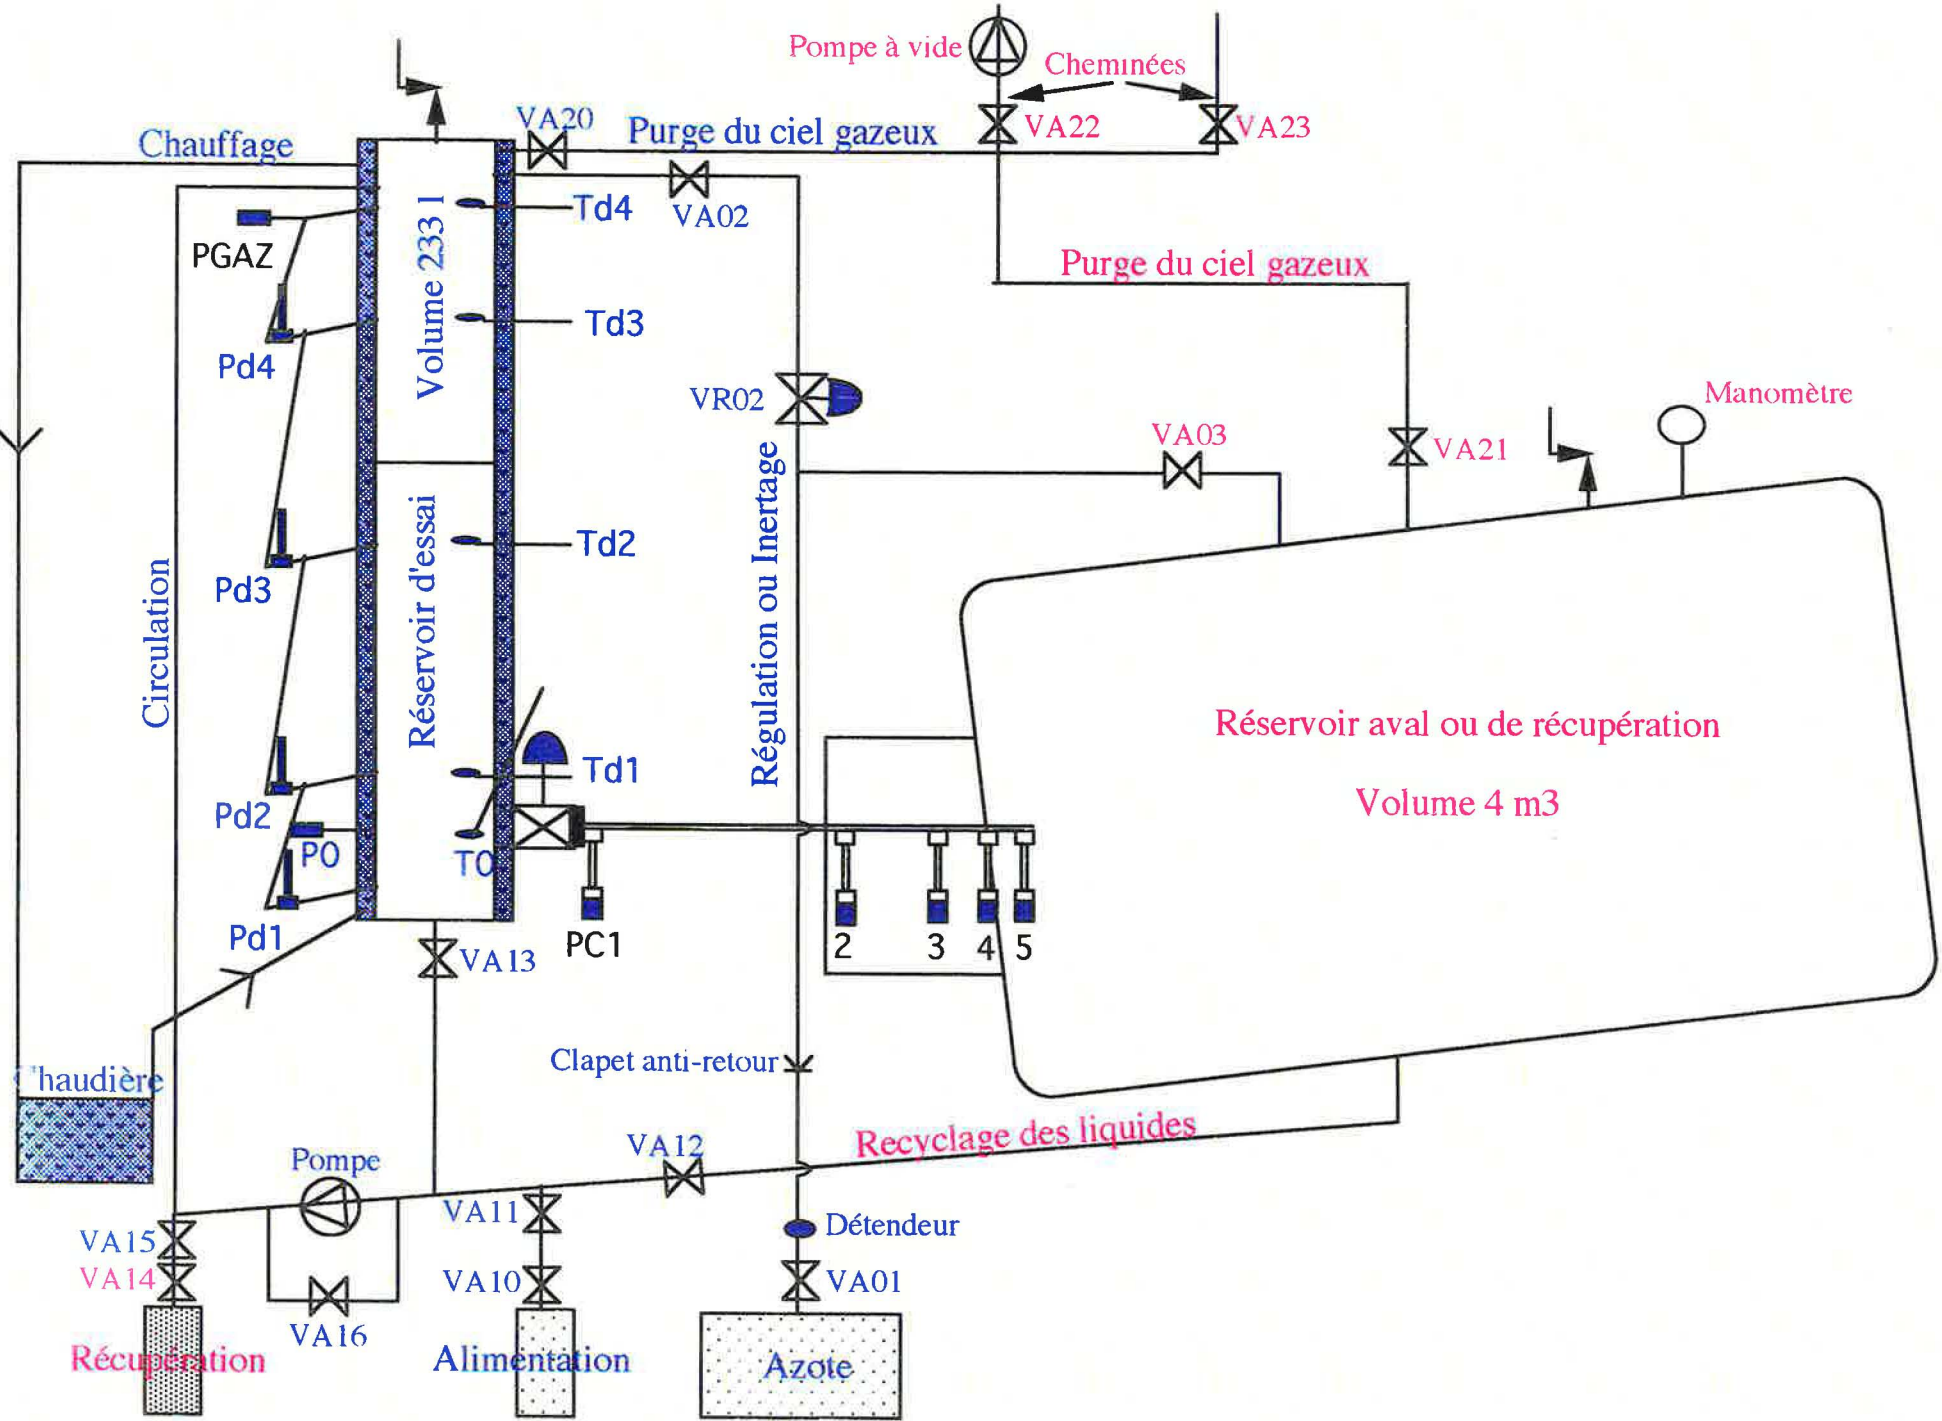 Pompe à vide
Cheminées
VA20
Purge du ciel gazeux
VA22
VA23
Chauffage
Td4
VA02
Volume 233 l
PGAZ
Purge du ciel gazeux
Td3
Pd4
VR02
Manomètre
VA03
VA21
Régulation ou Inertage
Réservoir d'essai
Td2
Pd3
Circulation
Réservoir aval ou de récupération
Volume 4 m3
Td1
Pd2
P0
T0
Pd1
PC1
2
3
4
5
VA13
Clapet anti-retour
haudière
Recyclage des liquides
VA12
Pompe
VA11
Détendeur
VA15
VA14
VA10
VA01
VA16
Récupération
Alimentation
Azote